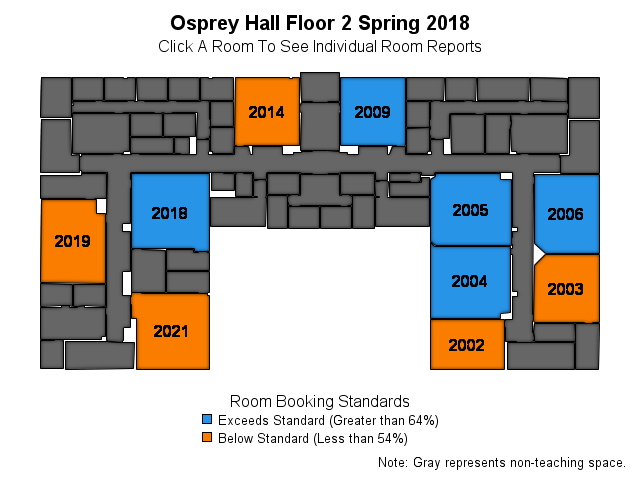 Osprey Hall Floor 2 Spring 2018
Click A Room To See Individual Room Reports
2014
2009
2018
2005
2006
2019
2004
2003
2021
2002
Room Booking Standards
Exceeds Standard (Greater than 64%)
Below Standard (Less than 54%)
Note: Gray represents non-teaching space.